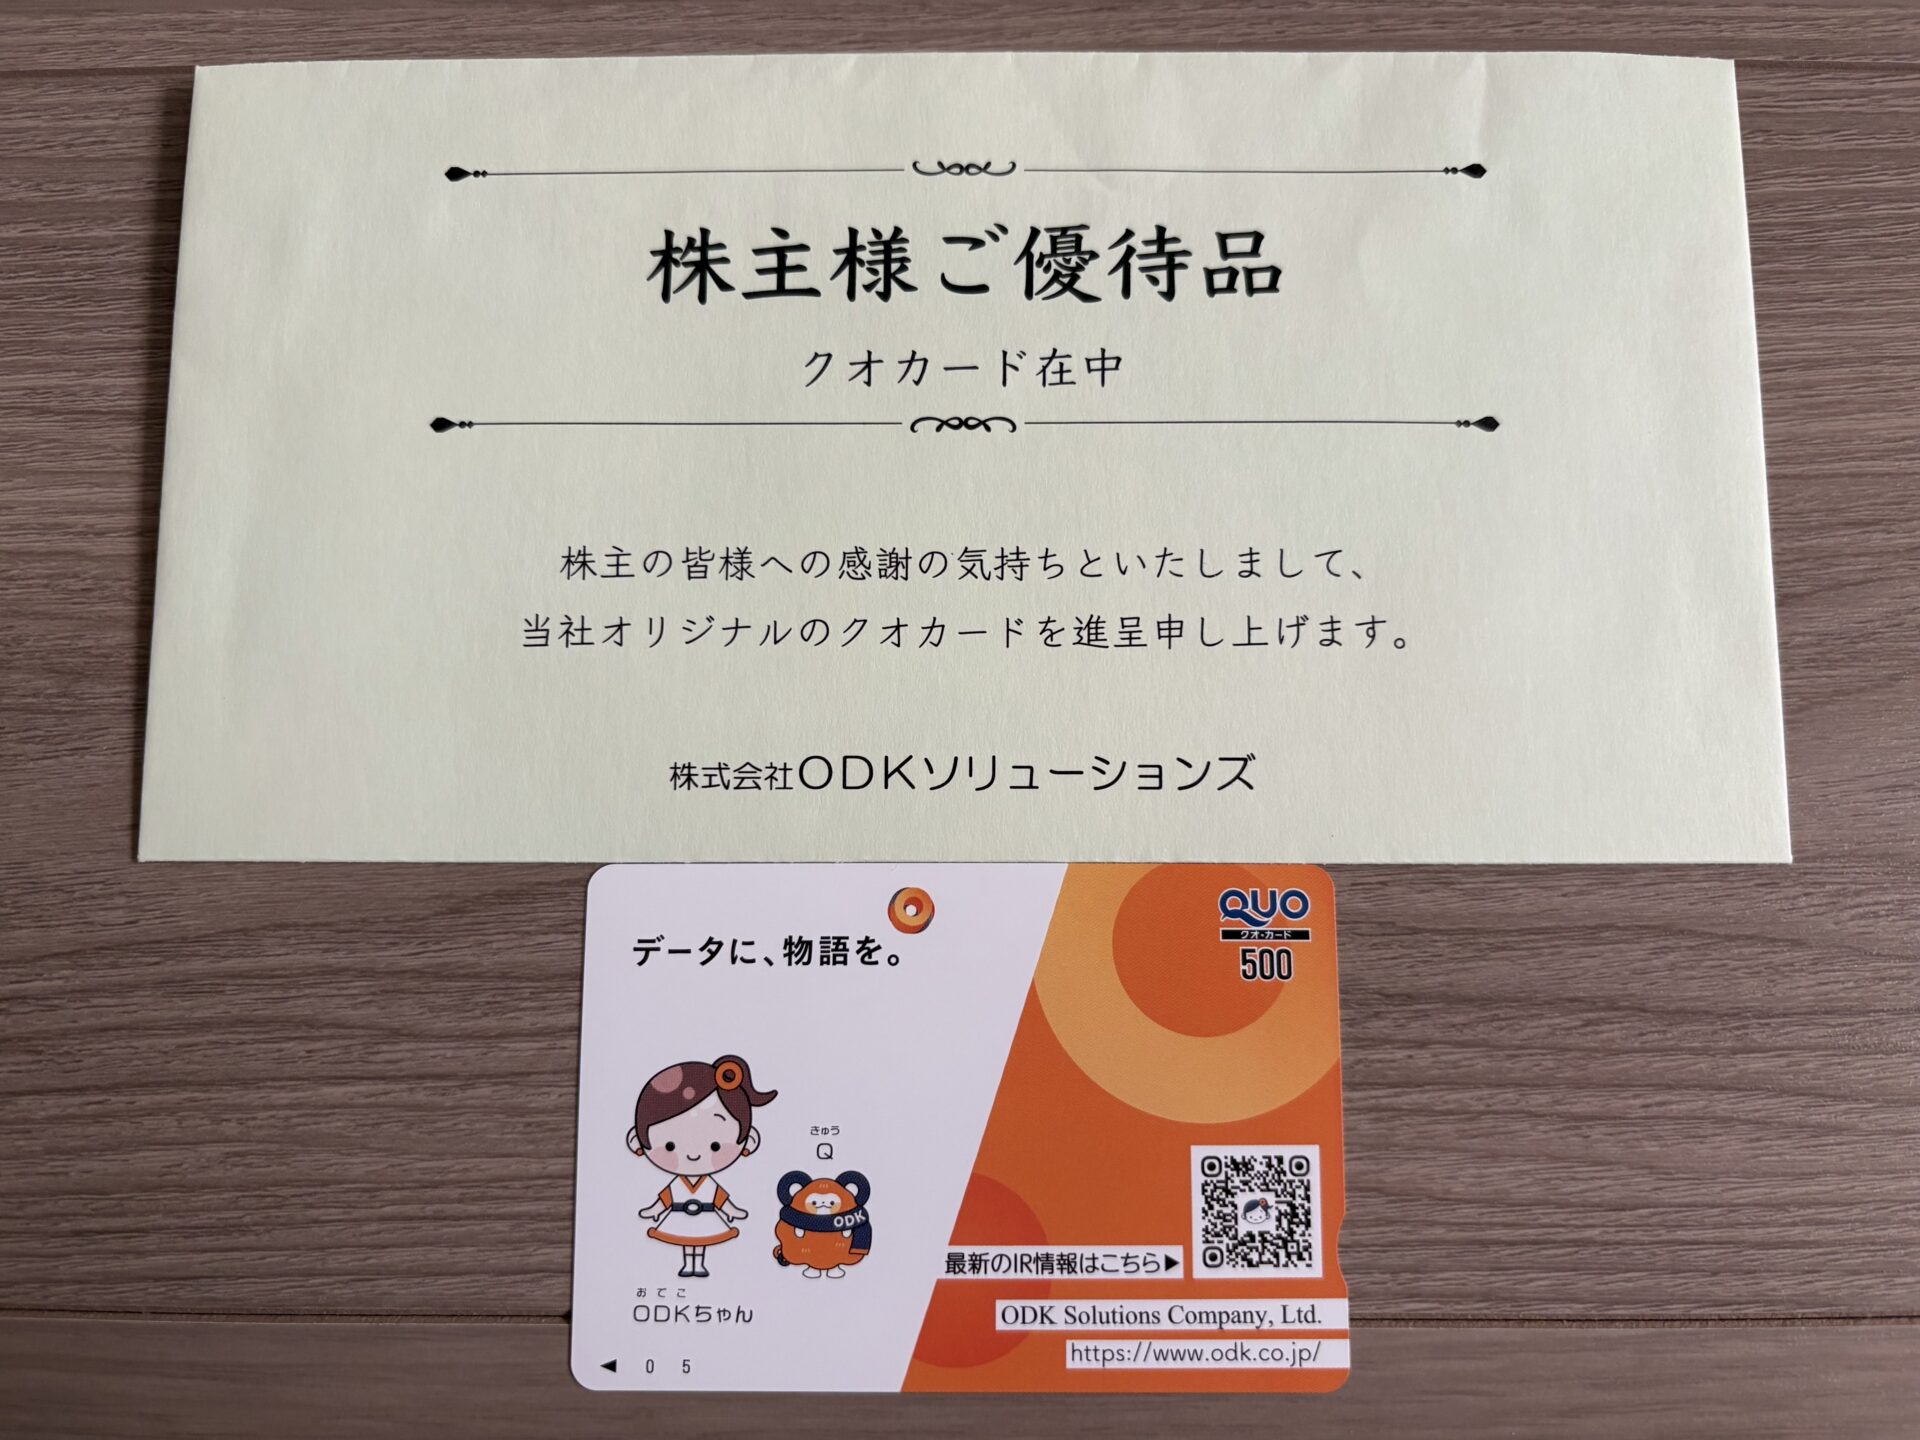 株主様ご優待品
クオカード在中
株主の皆様への感謝の気持ちといたしまして、
当社オリジナルのクオカードを進呈申し上げます。
株式会社ODKソリューションズ
データに、物語を。
QUO
クオ・カード
500
きゅう
Q
ODK
おでこ
ODKちゃん
最新のIR情報はこちら▶
ODK Solutions Company, Ltd.
https://www.odk.co.jp/
◀ 0 5